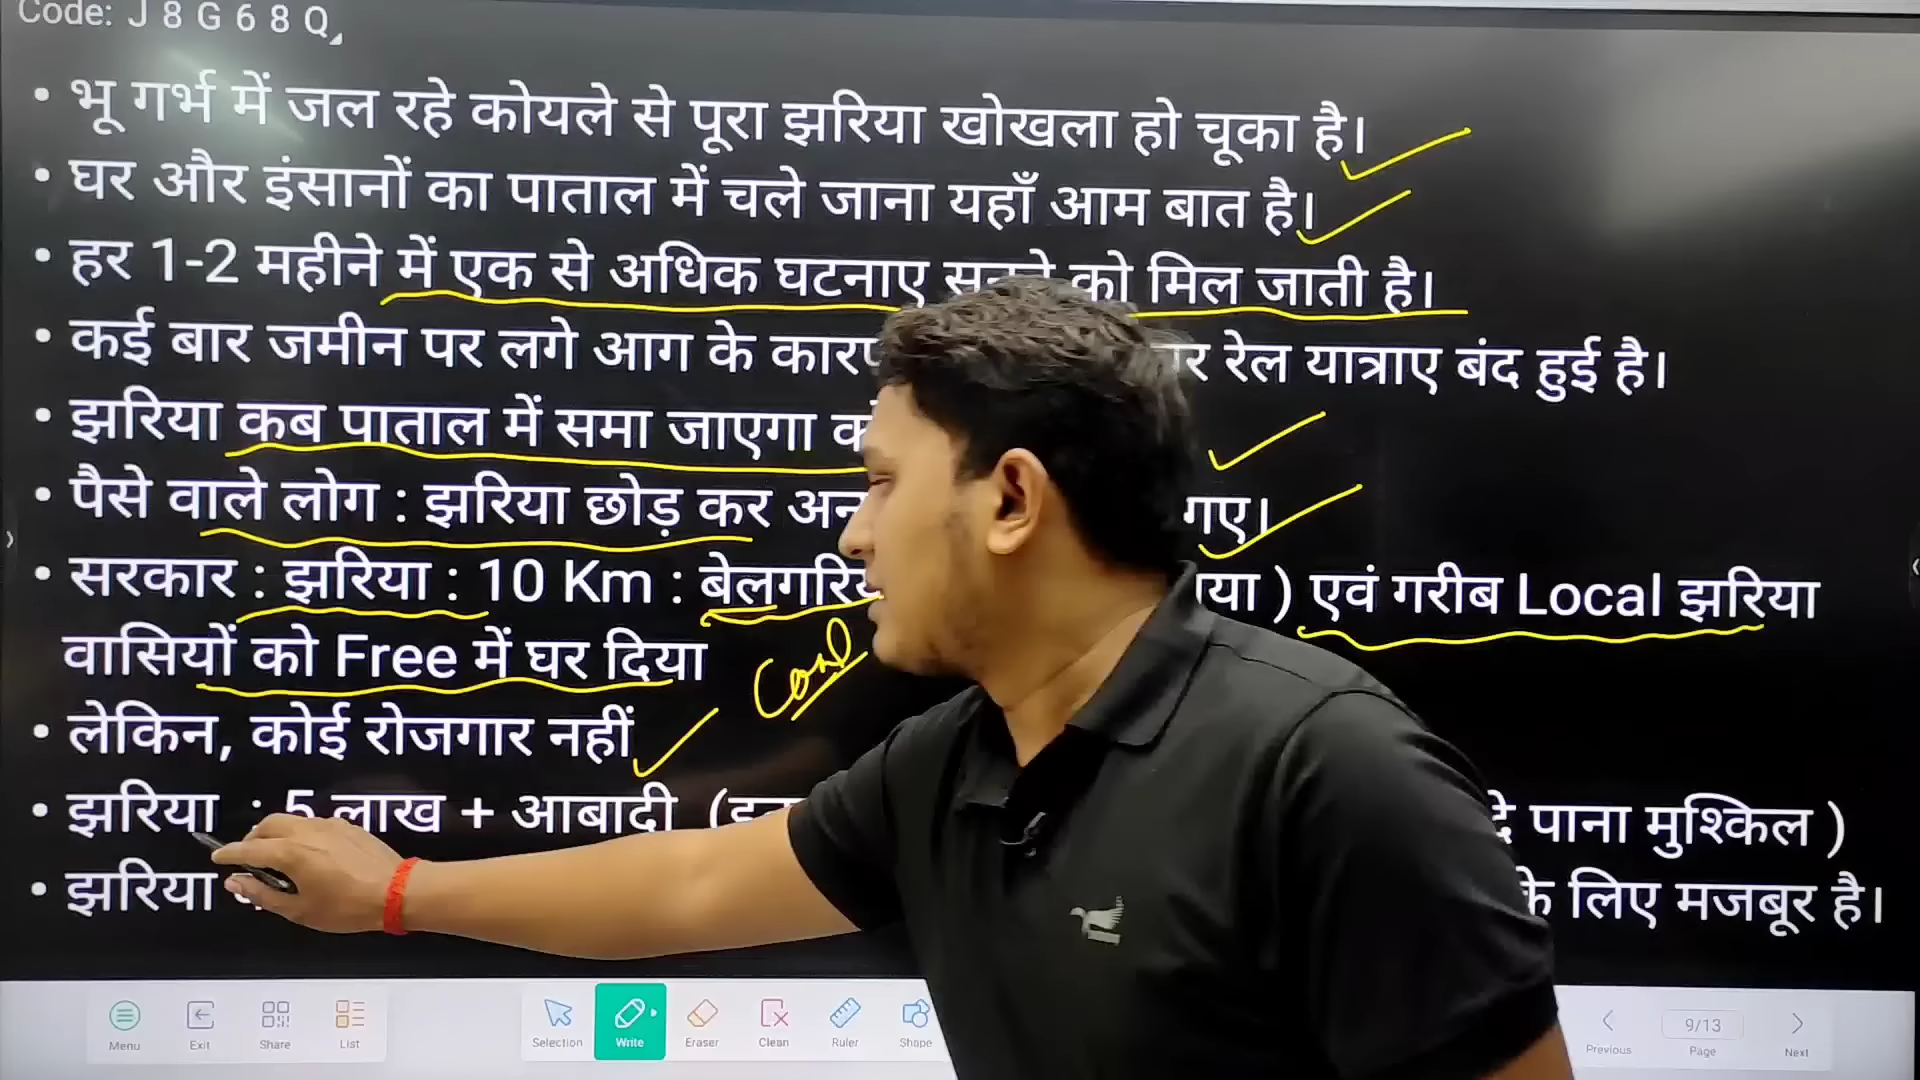 Code: J 8 G 6 8 Q
• भू गर्भ में जल रहे कोयले से पूरा झरिया खोखला हो चूका है।
• घर और इंसानों का पाताल में चले जाना यहाँ आम बात है।
• हर 1-2 महीने में एक से अधिक घटनाए को मिल जाती है।
• कई बार जमीन पर लगे आग के रेल यात्राए बंद हुई है।
• झरिया कब पाताल में समा जाएगा
• पैसे वाले लोग : झरिया छोड़ कर गए।
• सरकार : झरिया : 10 Km : एवं गरीब Local झरिया
वासियों को Free में घर दिया
Coal
• लेकिन, कोई रोजगार नहीं
• झरिया : 5 लाख + आबादी पाना मुश्किल )
• झरिया के लिए मजबूर है।
Menu Exit Share List Selection Write Eraser Clean Ruler Shape Previous 9/13 Page Next